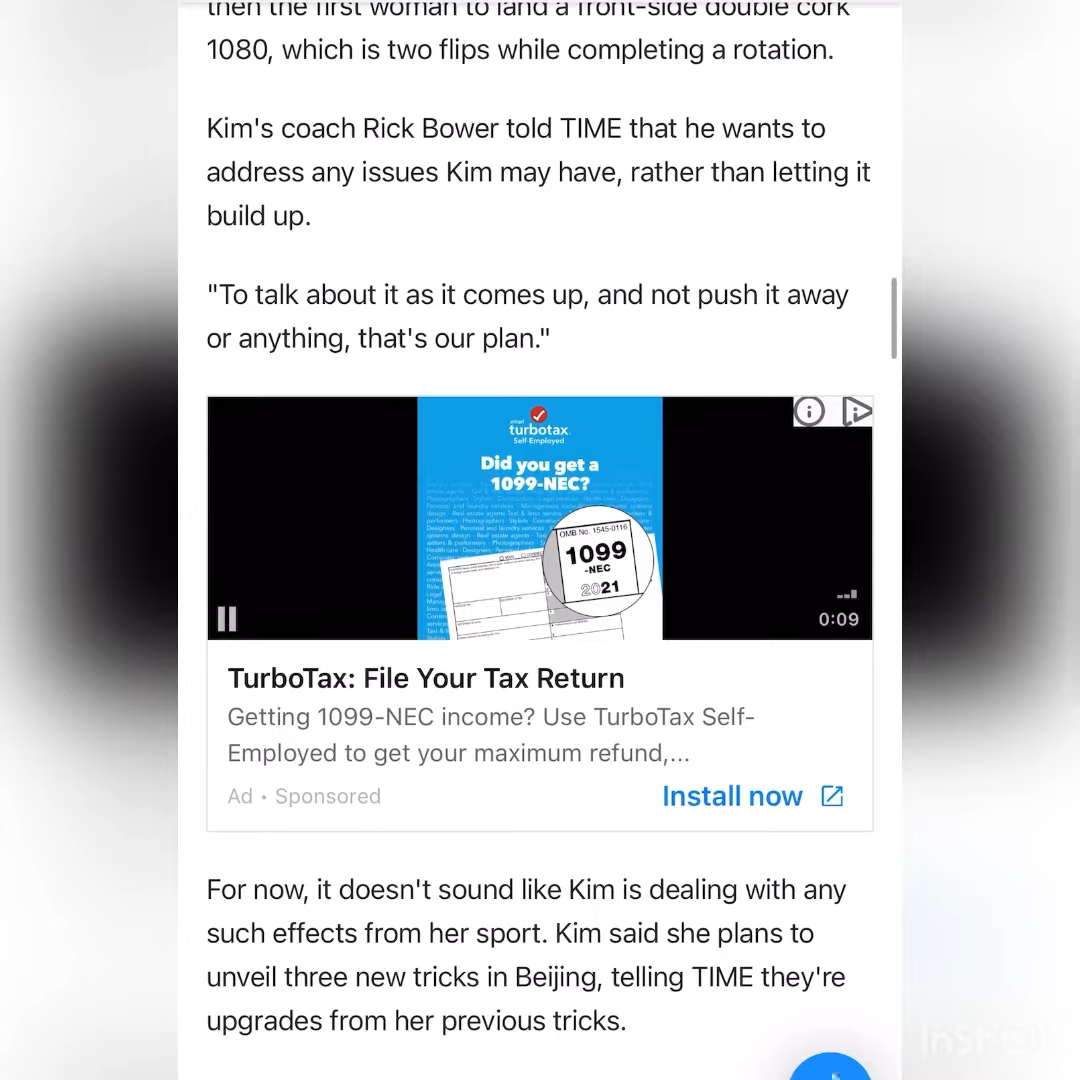 then the first woman to land a front-side double cork
1080, which is two flips while completing a rotation.
Kim's coach Rick Bower told TIME that he wants to
address any issues Kim may have, rather than letting it
build up.
"To talk about it as it comes up, and not push it away
or anything, that's our plan."
intuit
turbotax
Self-Employed
Did you get a
1099-NEC?
OMB No. 1545-0116
1099
-NEC
2021
0:09
TurboTax: File Your Tax Return
Getting 1099-NEC income? Use TurboTax Self-
Employed to get your maximum refund,...
Ad • Sponsored
Install now
For now, it doesn't sound like Kim is dealing with any
such effects from her sport. Kim said she plans to
unveil three new tricks in Beijing, telling TIME they're
upgrades from her previous tricks.
InShOt